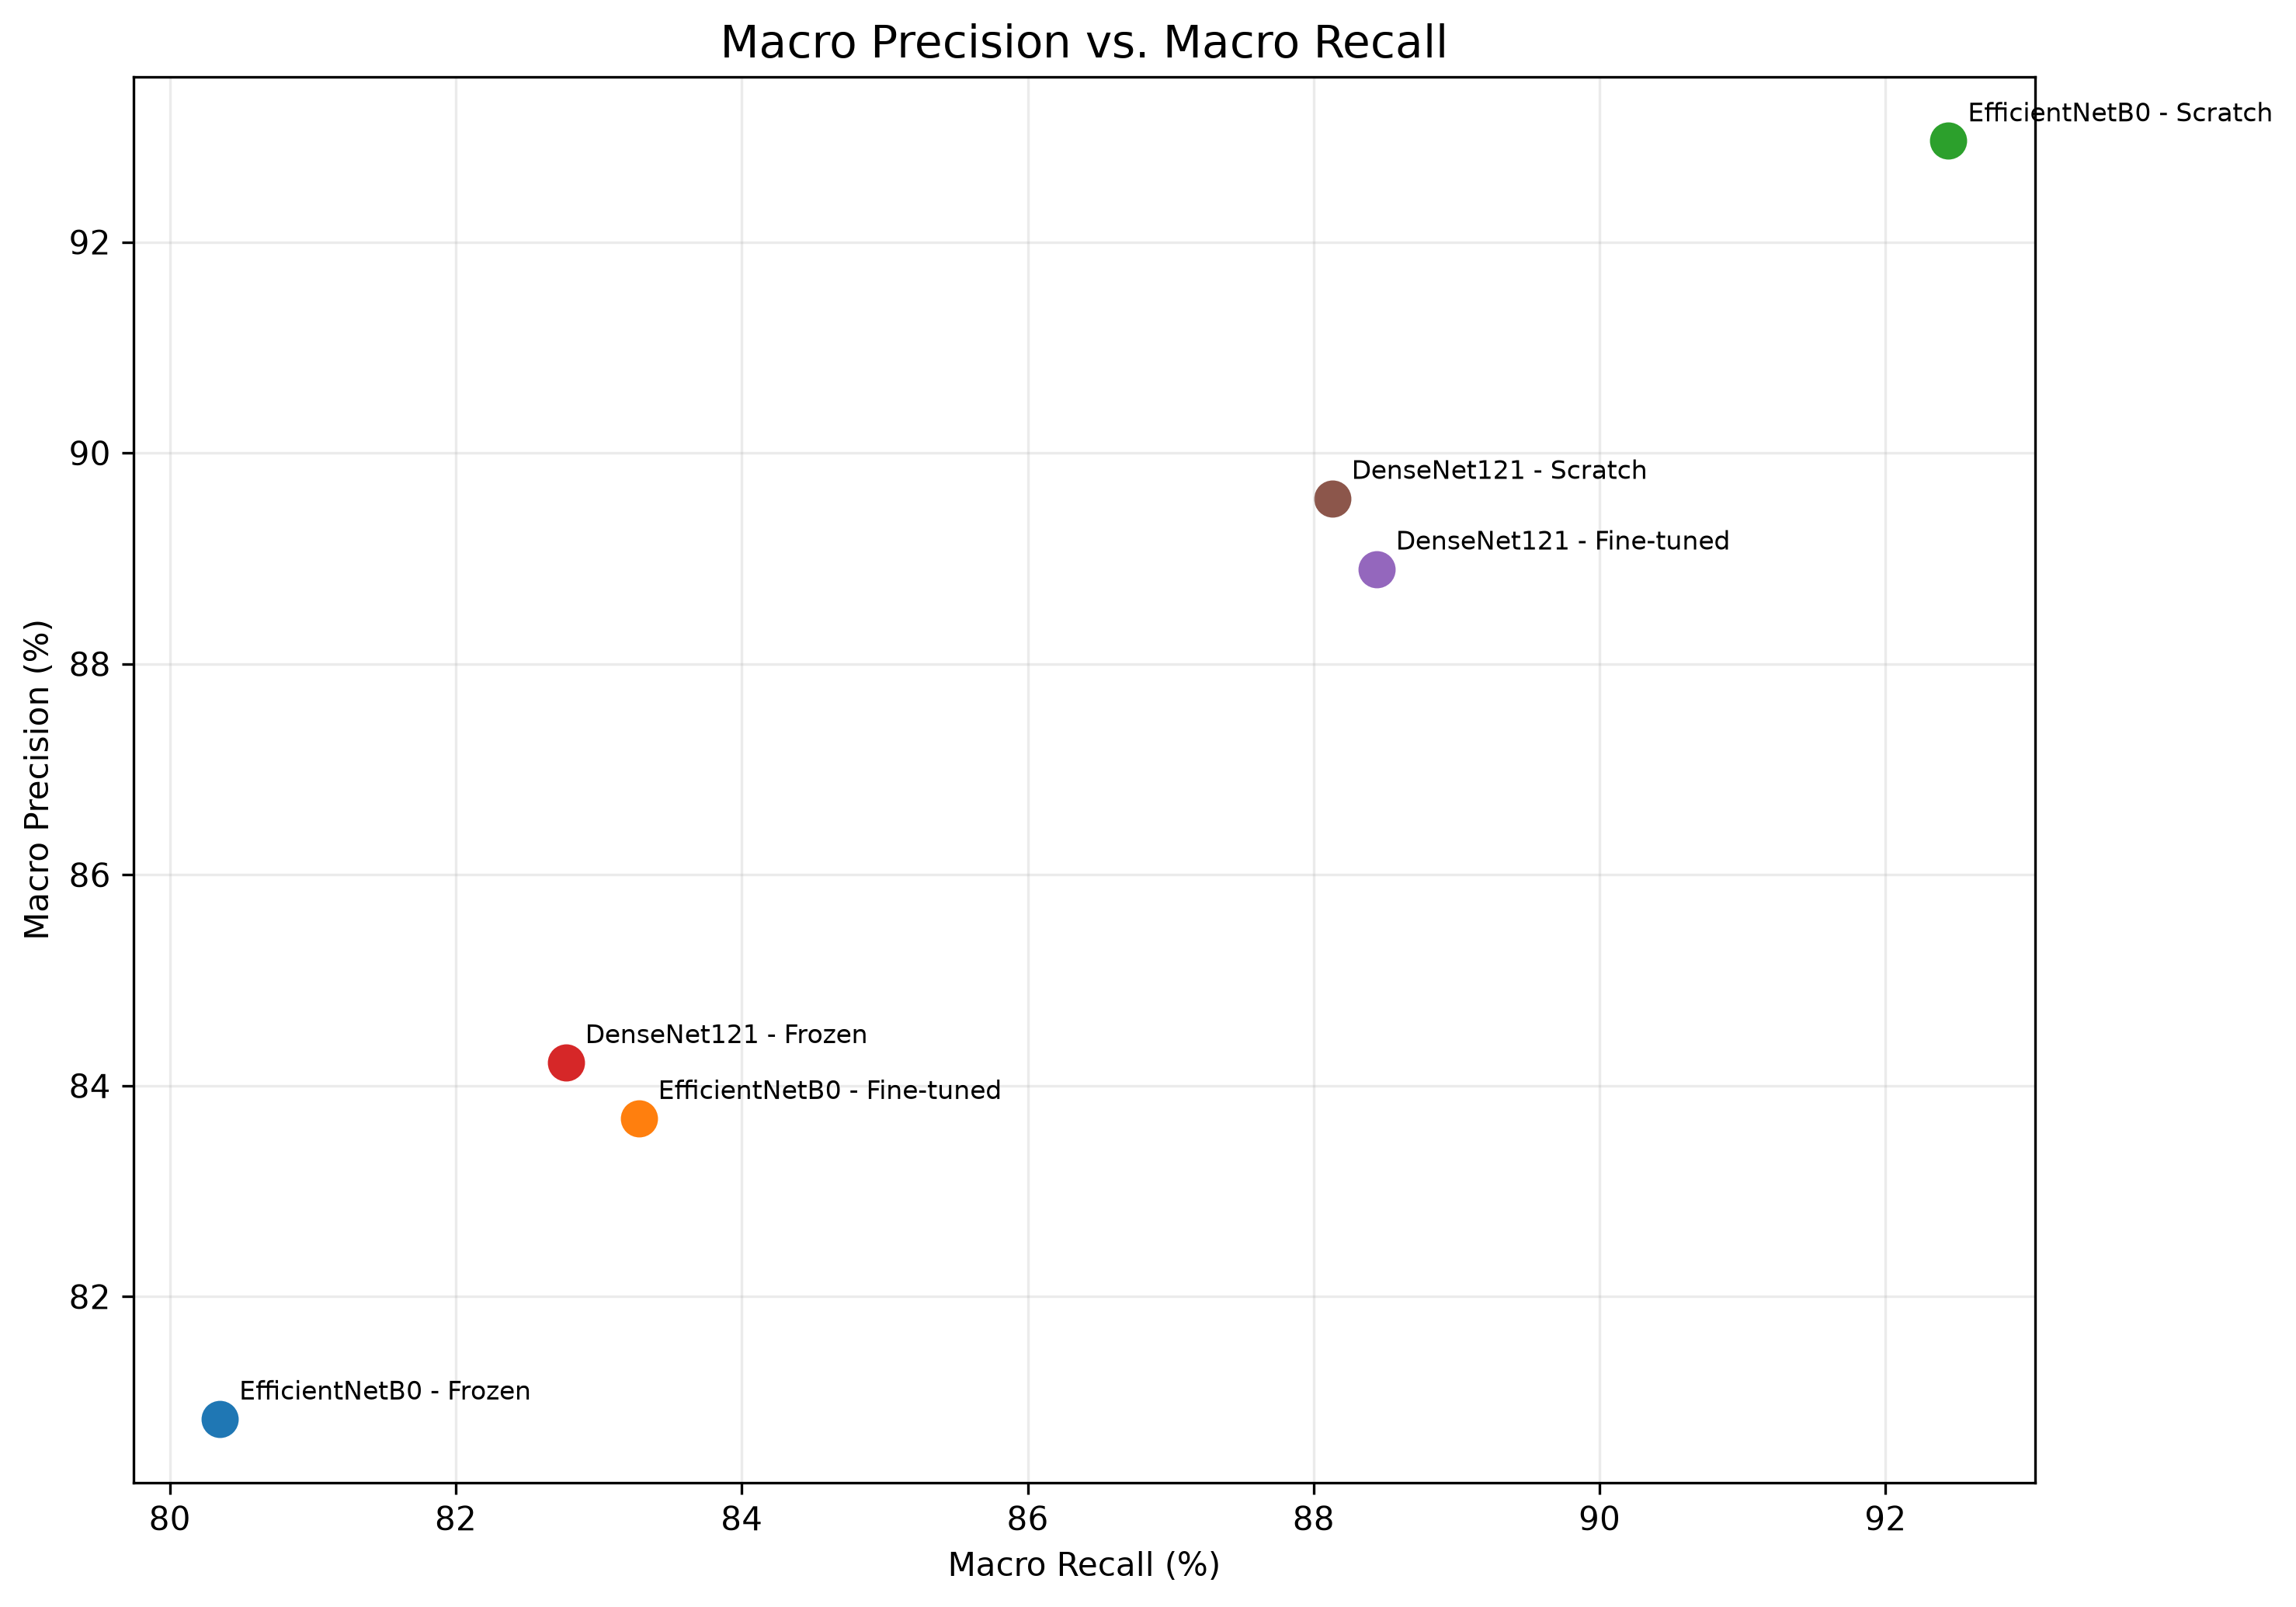 Macro Precision vs. Macro Recall
EfficientNetB0 - Scratch
92
90
DenseNet121 - Scratch
DenseNet121 - Fine-tuned
88
Macro Precision (%)
86
DenseNet121 - Frozen
84
EfficientNetB0 - Fine-tuned
82
EfficientNetB0 - Frozen
80 82 84 86 88 90 92
Macro Recall (%)